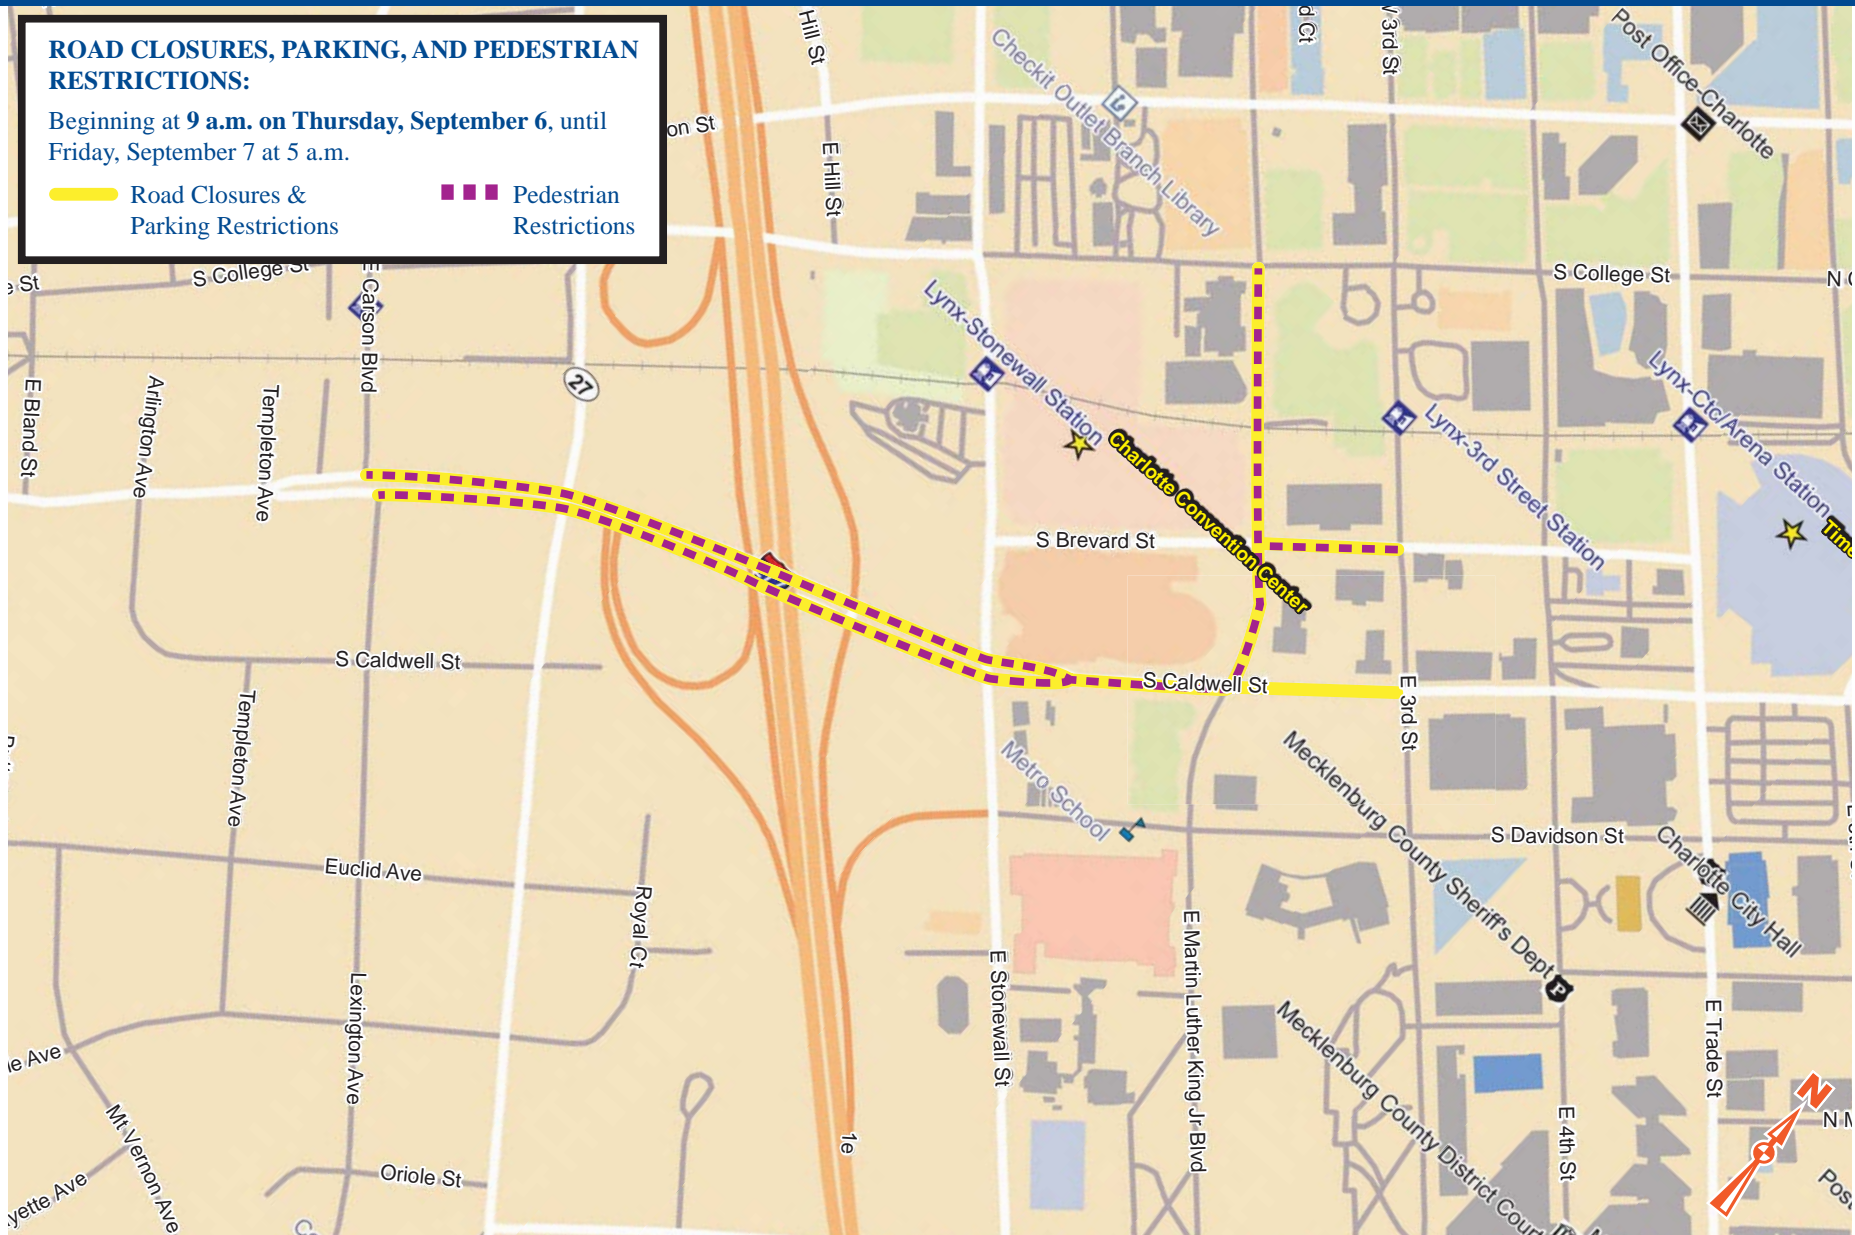 ROAD CLOSURES, PARKING, AND PEDESTRIAN
RESTRICTIONS:
Beginning at 9 a.m. on Thursday, September 6, until
Friday, September 7 at 5 a.m.
Road Closures &
Parking Restrictions
Pedestrian
Restrictions
Hill St
3rd St
Post Office-Charlotte
Checkit Outlet Branch Library
on St
E Hill St
S College St
E Carson Blvd
S College St
Lynx-Stonewall Station
27
Lynx-Ctc/Arena Station
Lynx-3rd Street Station
Charlotte Convention Center
E Bland St
Arlington Ave
Templeton Ave
S Brevard St
S Caldwell St
S Caldwell St
E 3rd St
Templeton Ave
Metro School
Mecklenburg County Sheriff's Dept
S Davidson St
Charlotte City Hall
Euclid Ave
Royal Ct
E Stonewall St
E Martin Luther King Jr Blvd
P
Lexington Ave
Mecklenburg County District Court
E Trade St
N
Mt Vernon Ave
1e
E 4th St
Oriole St